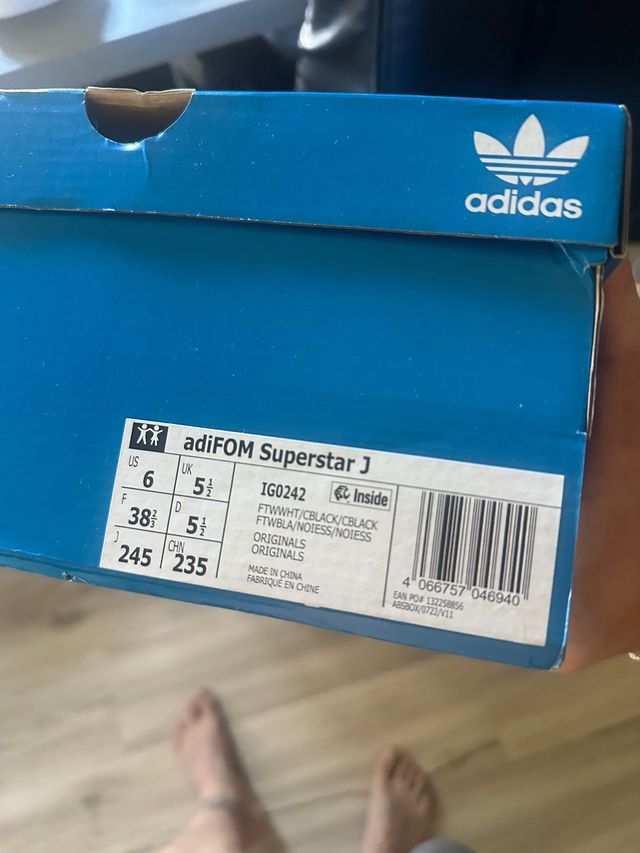 adidas
adiFOM Superstar J
US 6 UK 5½
F 38⅔ D 5½
J 245 CHN 235
IG0242 Inside
FTWWHT/CBLACK/CBLACK
FTWBLA/NOIESS/NOIESS
ORIGINALS
ORIGINALS
MADE IN CHINA
FABRIQUÉ EN CHINE
4 066757 046940
EAN PO# 132258856
ABSBOX/0722/V11